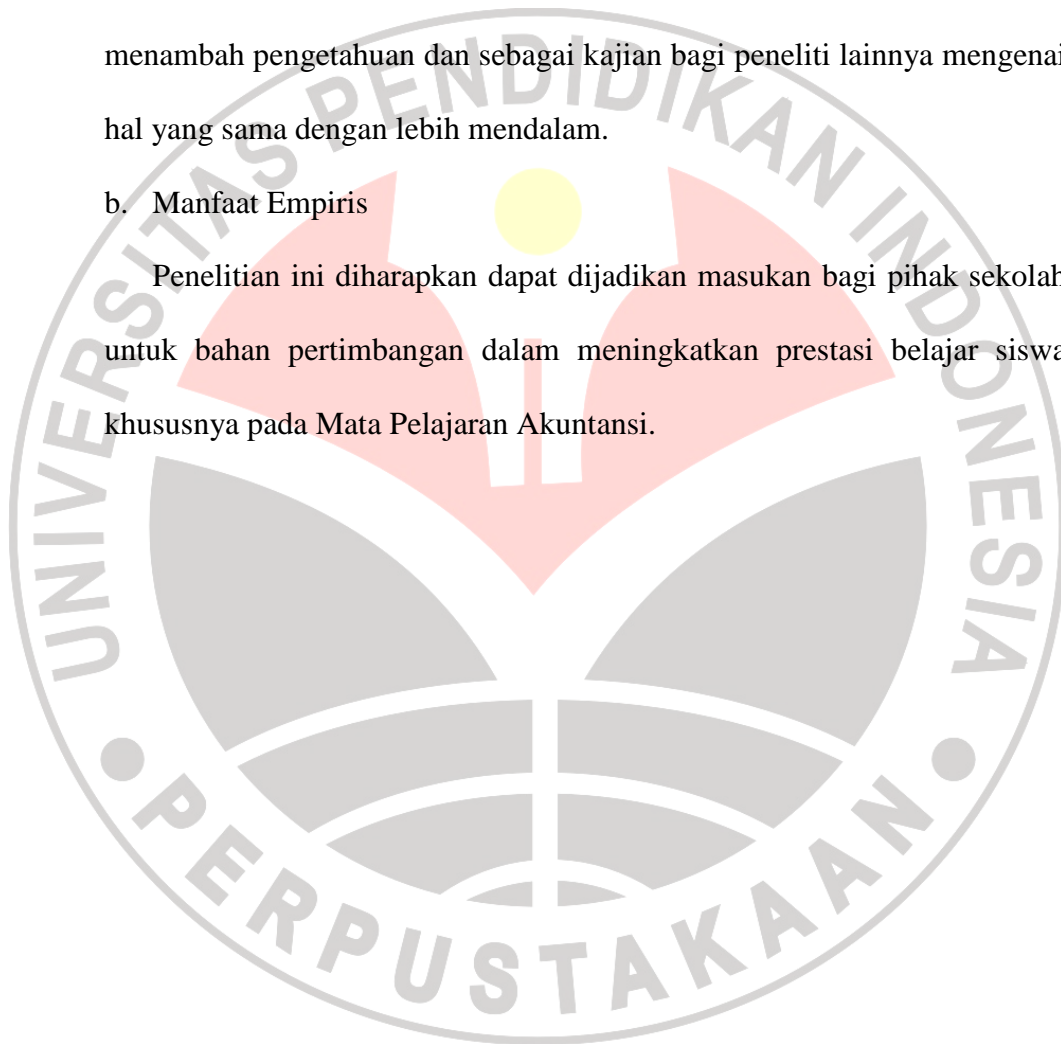 menambah pengetahuan dan sebagai kajian bagi peneliti lainnya mengenai
hal yang sama dengan lebih mendalam.
b. Manfaat Empiris
Penelitian ini diharapkan dapat dijadikan masukan bagi pihak sekolah
untuk bahan pertimbangan dalam meningkatkan prestasi belajar siswa
khususnya pada Mata Pelajaran Akuntansi.
UNIVERSITAS PENDIDIKAN INDONESIA
PERPUSTAKAAN